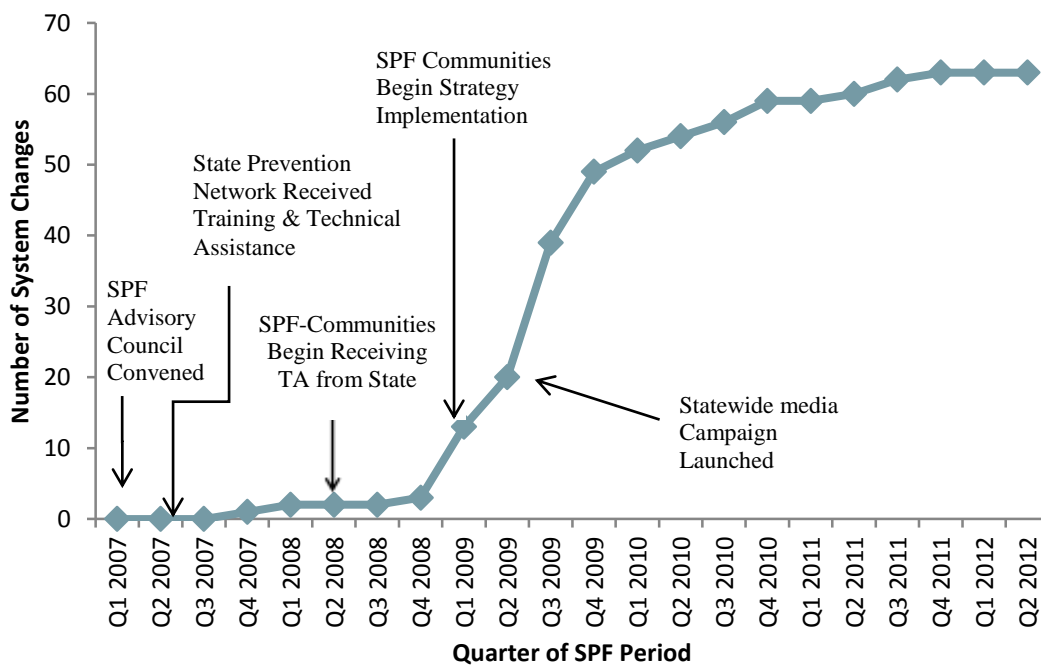 70
60
50
40
30
20
10
0
Number of System Changes
SPF
Advisory
Council
Convened
State Prevention
Network Received
Training & Technical
Assistance
SPF-Communities
Begin Receiving
TA from State
SPF Communities
Begin Strategy
Implementation
Statewide media
Campaign
Launched
Q1 2007
Q2 2007
Q3 2007
Q4 2007
Q1 2008
Q2 2008
Q3 2008
Q4 2008
Q1 2009
Q2 2009
Q3 2009
Q4 2009
Q1 2010
Q2 2010
Q3 2010
Q4 2010
Q1 2011
Q2 2011
Q3 2011
Q4 2011
Q1 2012
Q2 2012
Quarter of SPF Period